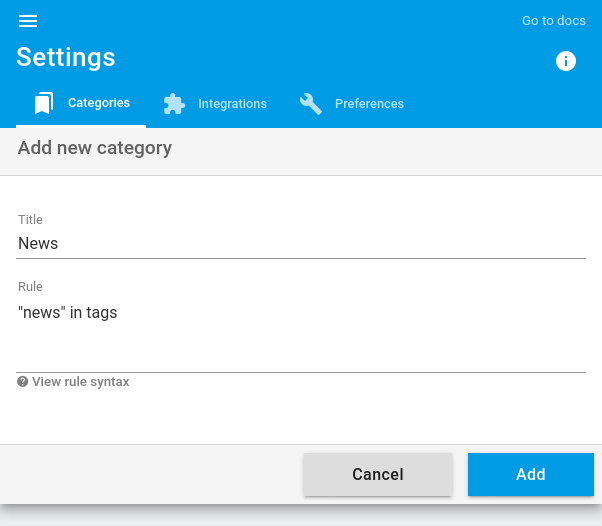 Go to docs
Settings
Categories Integrations Preferences
Add new category
Title
News
Rule
"news" in tags
View rule syntax
Cancel Add